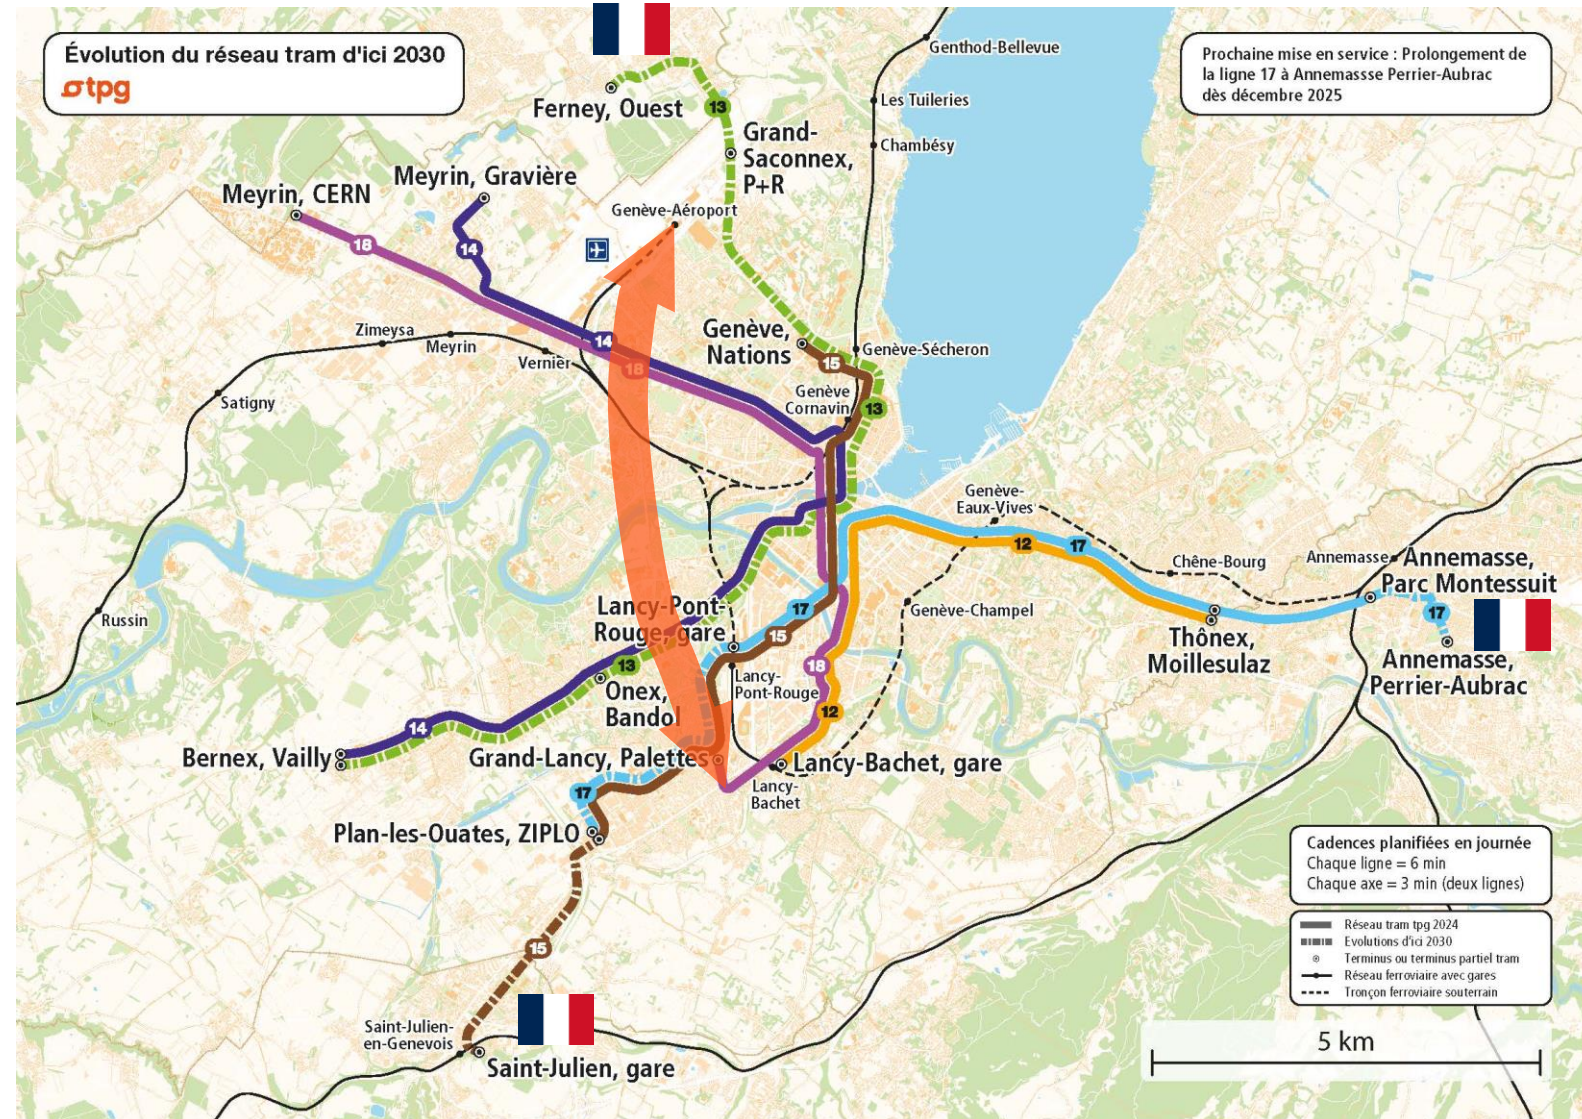 Évolution du réseau tram d'ici 2030
tpg
Prochaine mise en service : Prolongement de
la ligne 17 à Annemassse Perrier-Aubrac
dès décembre 2025
Genthod-Bellevue
Les Tuileries
Chambésy
Ferney, Ouest
13
Grand-
Saconnex,
P+R
Meyrin, Gravière
Meyrin, CERN
Genève-Aéroport
18
14
Zimeysa
Meyrin
Vernier
14
18
Genève,
Nations
15
Genève-Sécheron
Genève
Cornavin
13
Satigny
Russin
Genève-
Eaux-Vives
12
17
Chêne-Bourg
Annemasse
Annemasse,
Parc Montessuit
17
Genève-Champel
Thônex,
Moillesulaz
Annemasse,
Perrier-Aubrac
Lancy-Pont-
Rouge, gare
17
15
13
Onex,
Bandol
Lancy-
Pont-Rouge
18
12
14
Bernex, Vailly
Grand-Lancy, Palettes
Lancy-Bachet, gare
Lancy-
Bachet
17
Plan-les-Ouates, ZIPLO
15
Saint-Julien-
en-Genevois
Saint-Julien, gare
Cadences planifiées en journée
Chaque ligne = 6 min
Chaque axe = 3 min (deux lignes)
Réseau tram tpg 2024
Evolutions d'ici 2030
Terminus ou terminus partiel tram
Réseau ferroviaire avec gares
Tronçon ferroviaire souterrain
5 km